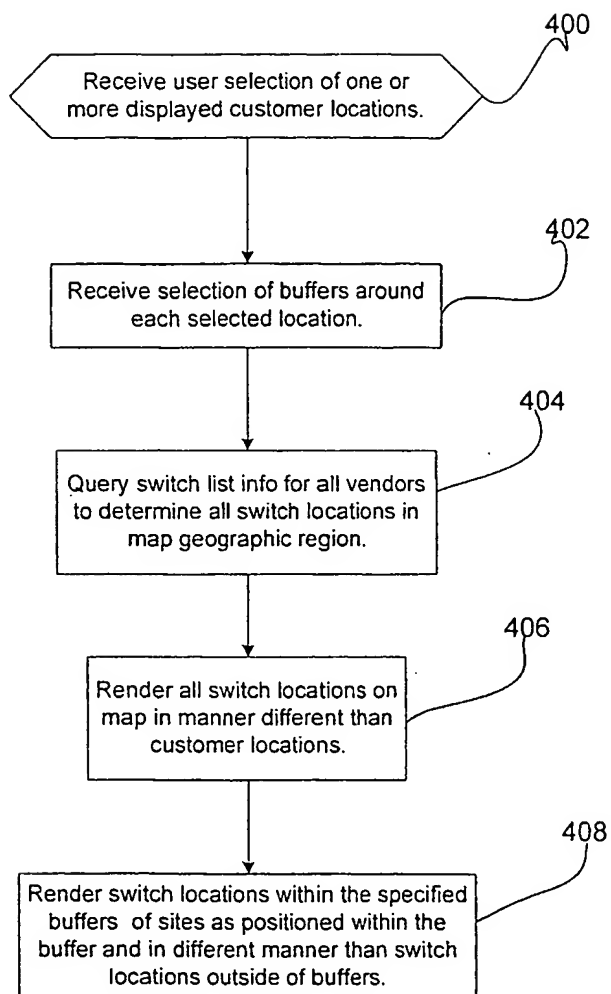 400
Receive user selection of one or
more displayed customer locations.
402
Receive selection of buffers around
each selected location.
404
Query switch list info for all vendors
to determine all switch locations in
map geographic region.
406
Render all switch locations on
map in manner different than
customer locations.
408
Render switch locations within the specified
buffers of sites as positioned within the
buffer and in different manner than switch
locations outside of buffers.